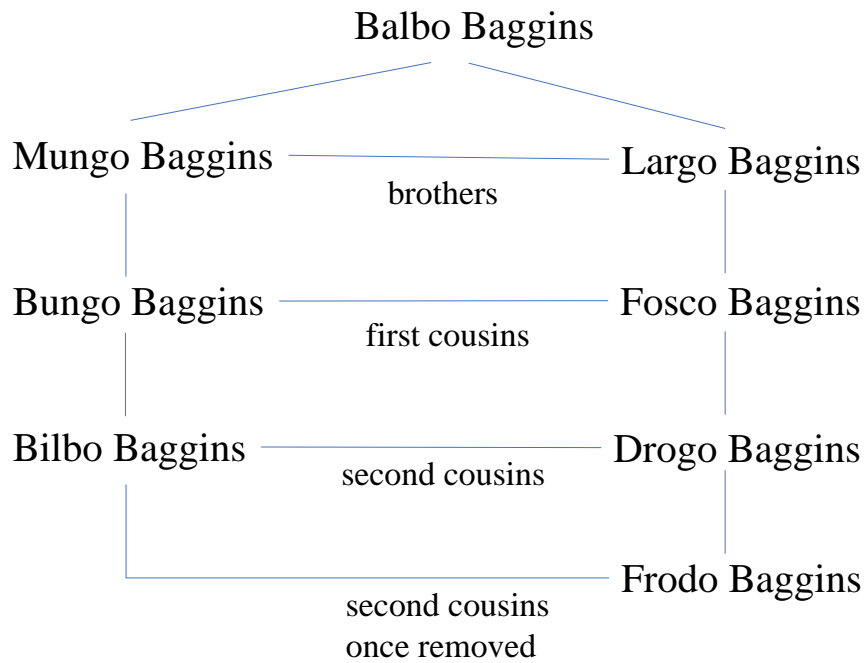 Balbo Baggins
Mungo Baggins
Largo Baggins
brothers
Bungo Baggins
Fosco Baggins
first cousins
Bilbo Baggins
Drogo Baggins
second cousins
Frodo Baggins
second cousins
once removed